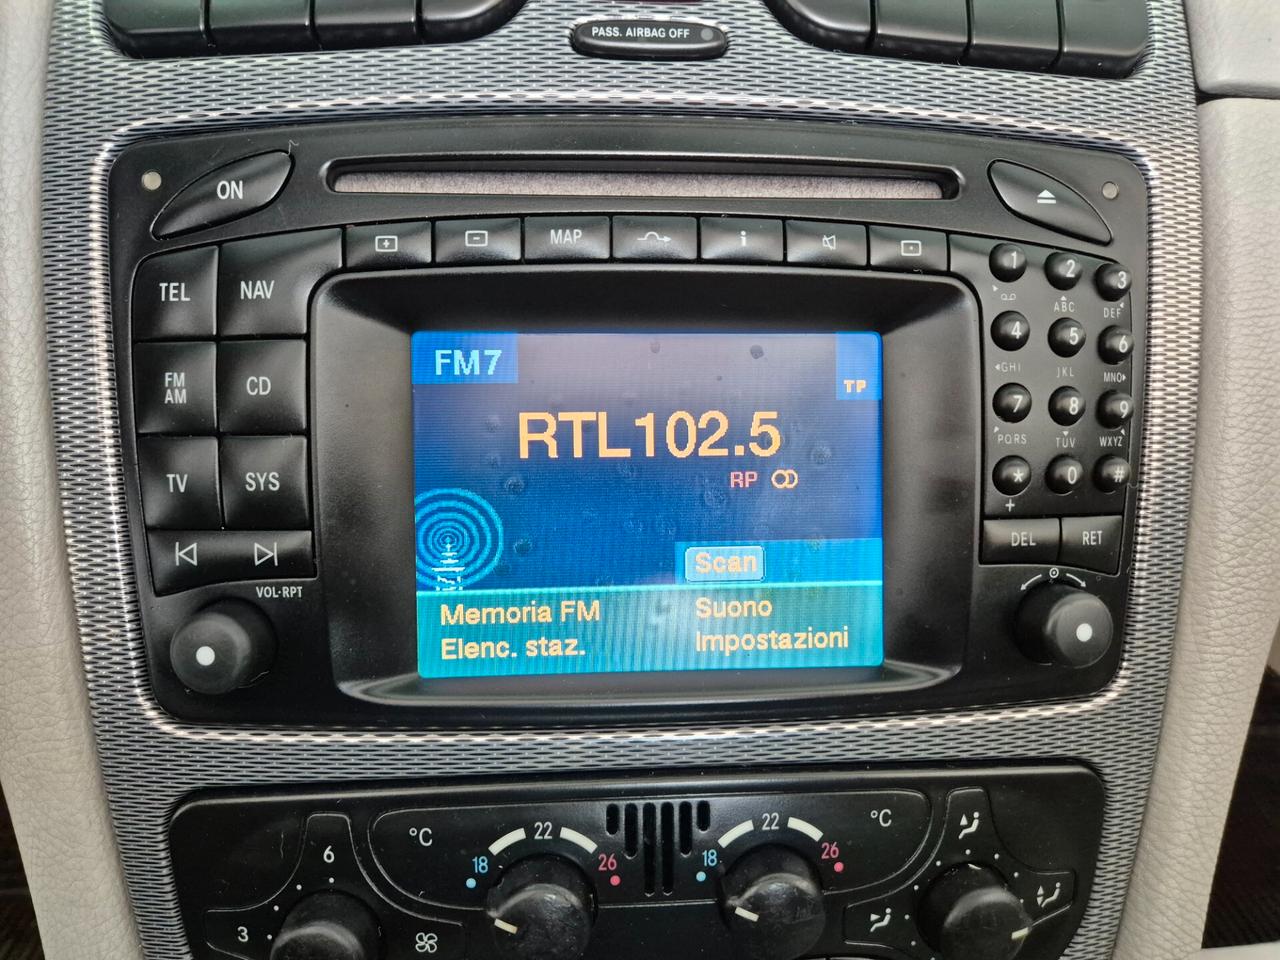 PASS. AIRBAG OFF
ON
MAP
i
TEL
NAV
FM
AM
CD
TV
SYS
VOL·RPT
FM7
TP
RTL102.5
RP
Scan
Memoria FM
Suono
Elenc. staz.
Impostazioni
1
2
3
ABC
DEF
4
5
6
GHI
JKL
MNO
7
8
9
PQRS
TUV
WXYZ
*
0
#
+
DEL
RET
°C
22
18
26
6
3
22
°C
18
26